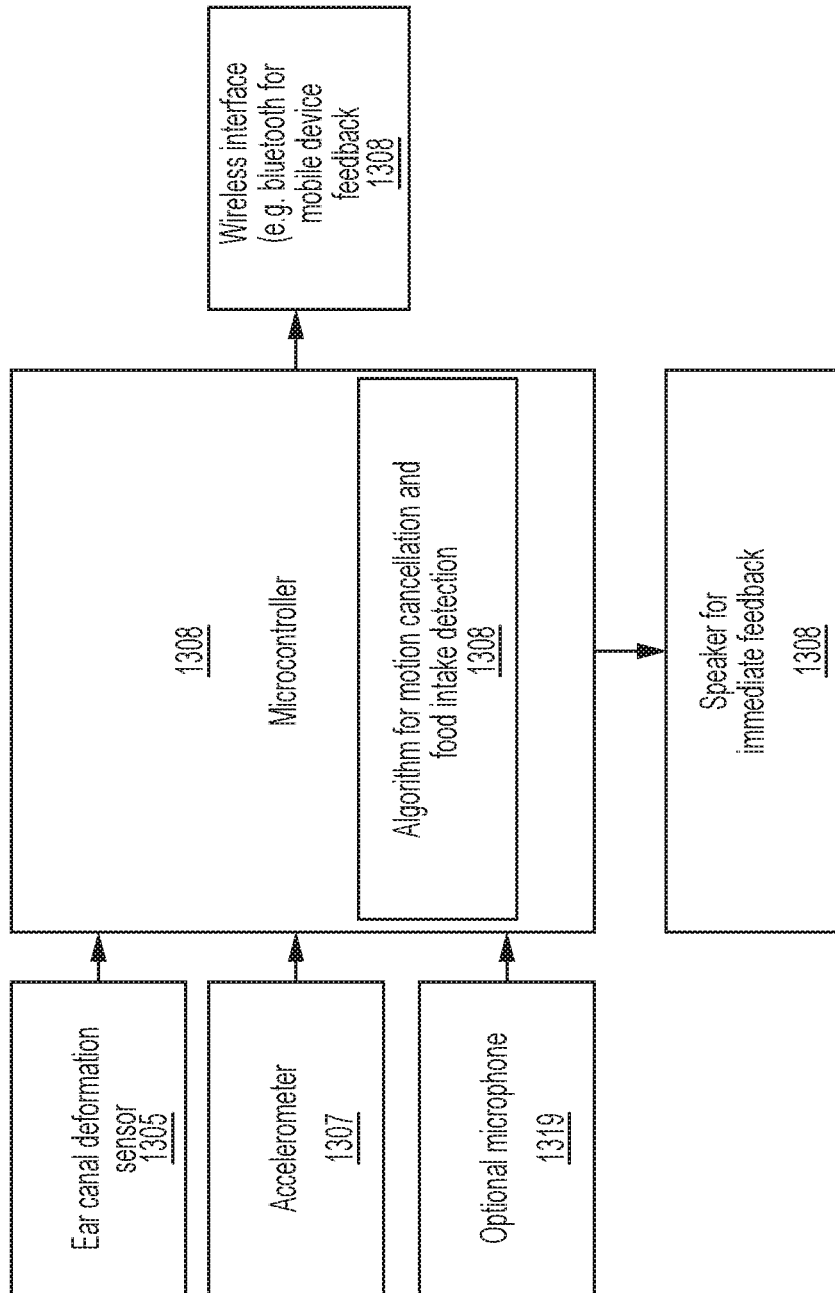 Ear canal deformation
sensor
1305
Accelerometer
1307
Optional microphone
1319
1308
Microcontroller
Algorithm for motion cancellation and
food intake detection
1308
Speaker for
immediate feedback
1308
Wireless interface
(e.g. bluetooth for
mobile device
feedback
1308